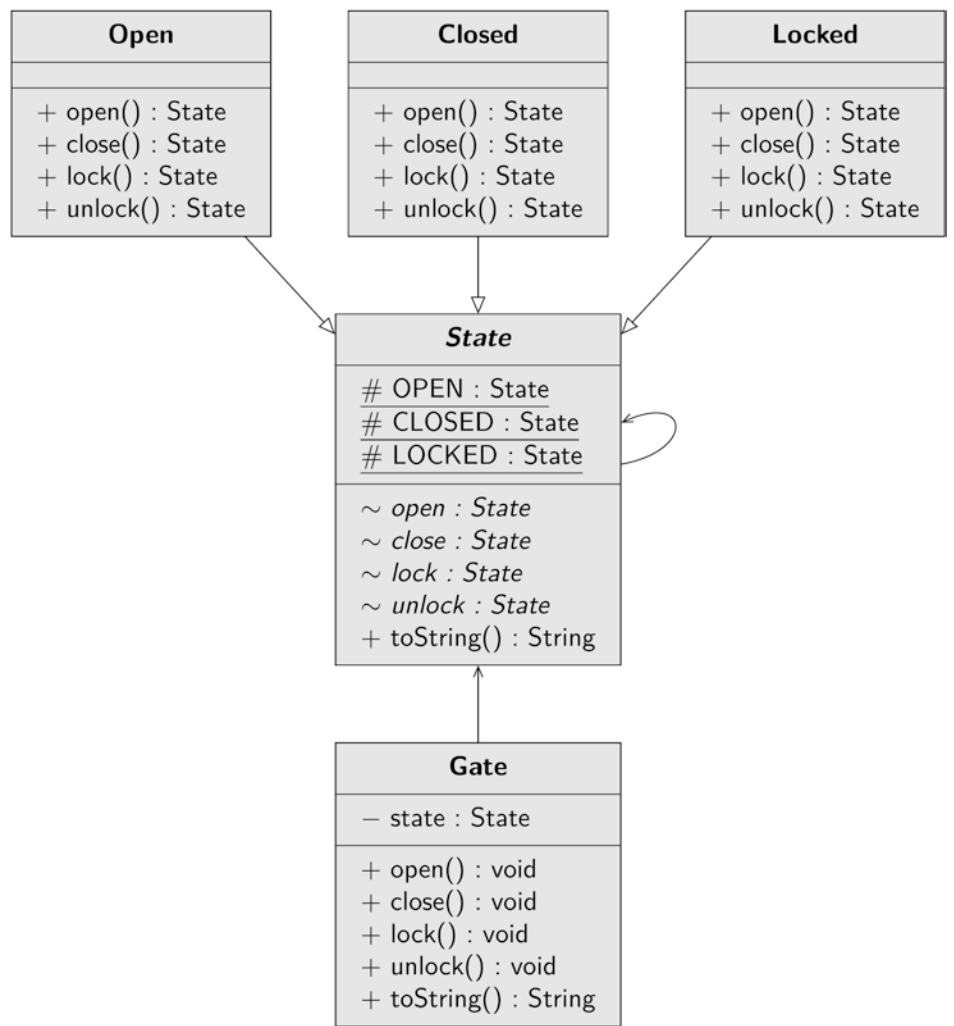 Open
+ open() : State
+ close() : State
+ lock() : State
+ unlock() : State
Closed
+ open() : State
+ close() : State
+ lock() : State
+ unlock() : State
Locked
+ open() : State
+ close() : State
+ lock() : State
+ unlock() : State
State
# OPEN : State
# CLOSED : State
# LOCKED : State
~ open : State
~ close : State
~ lock : State
~ unlock : State
+ toString() : String
Gate
− state : State
+ open() : void
+ close() : void
+ lock() : void
+ unlock() : void
+ toString() : String